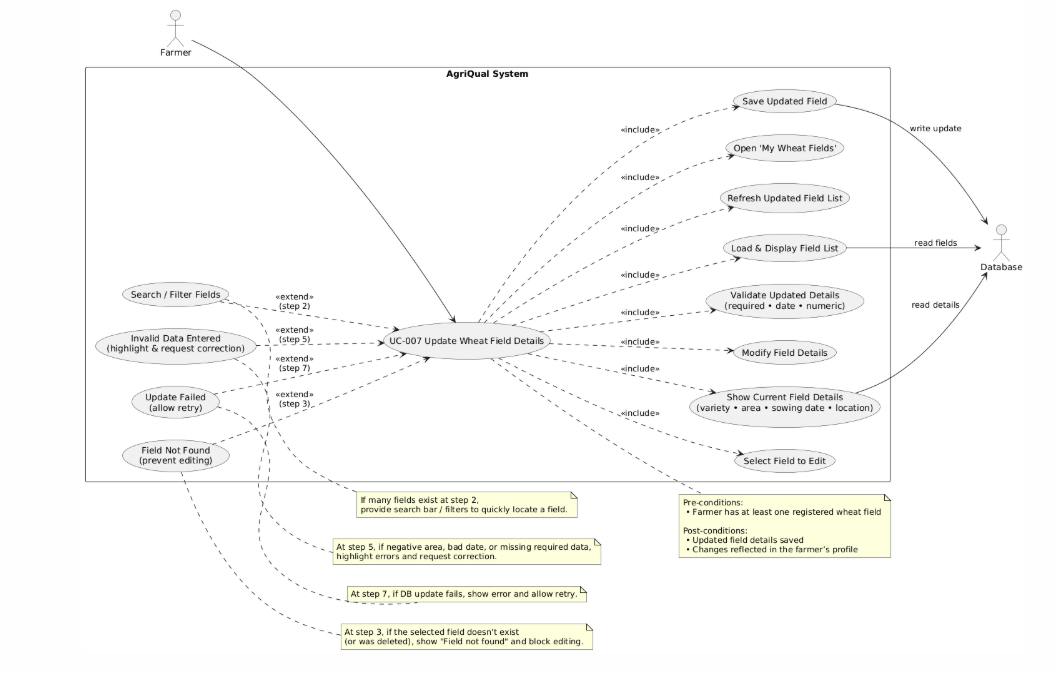 Farmer
AgriQual System
Save Updated Field
«include»
write update
Open 'My Wheat Fields'
«include»
Refresh Updated Field List
«include»
Load & Display Field List
«include»
read fields
Database
Search / Filter Fields
«extend»
(step 2)
Validate Updated Details
(required • date • numeric)
«include»
read details
Invalid Data Entered
(highlight & request correction)
«extend»
(step 5)
UC-007 Update Wheat Field Details
«include»
Modify Field Details
«extend»
(step 7)
Update Failed
(allow retry)
«include»
Show Current Field Details
(variety • area • sowing date • location)
«extend»
(step 3)
«include»
Field Not Found
(prevent editing)
Select Field to Edit
If many fields exist at step 2,
provide search bar / filters to quickly locate a field.
Pre-conditions:
• Farmer has at least one registered wheat field
Post-conditions:
• Updated field details saved
• Changes reflected in the farmer's profile
At step 5, if negative area, bad date, or missing required data,
highlight errors and request correction.
At step 7, if DB update fails, show error and allow retry.
At step 3, if the selected field doesn't exist
(or was deleted), show "Field not found" and block editing.